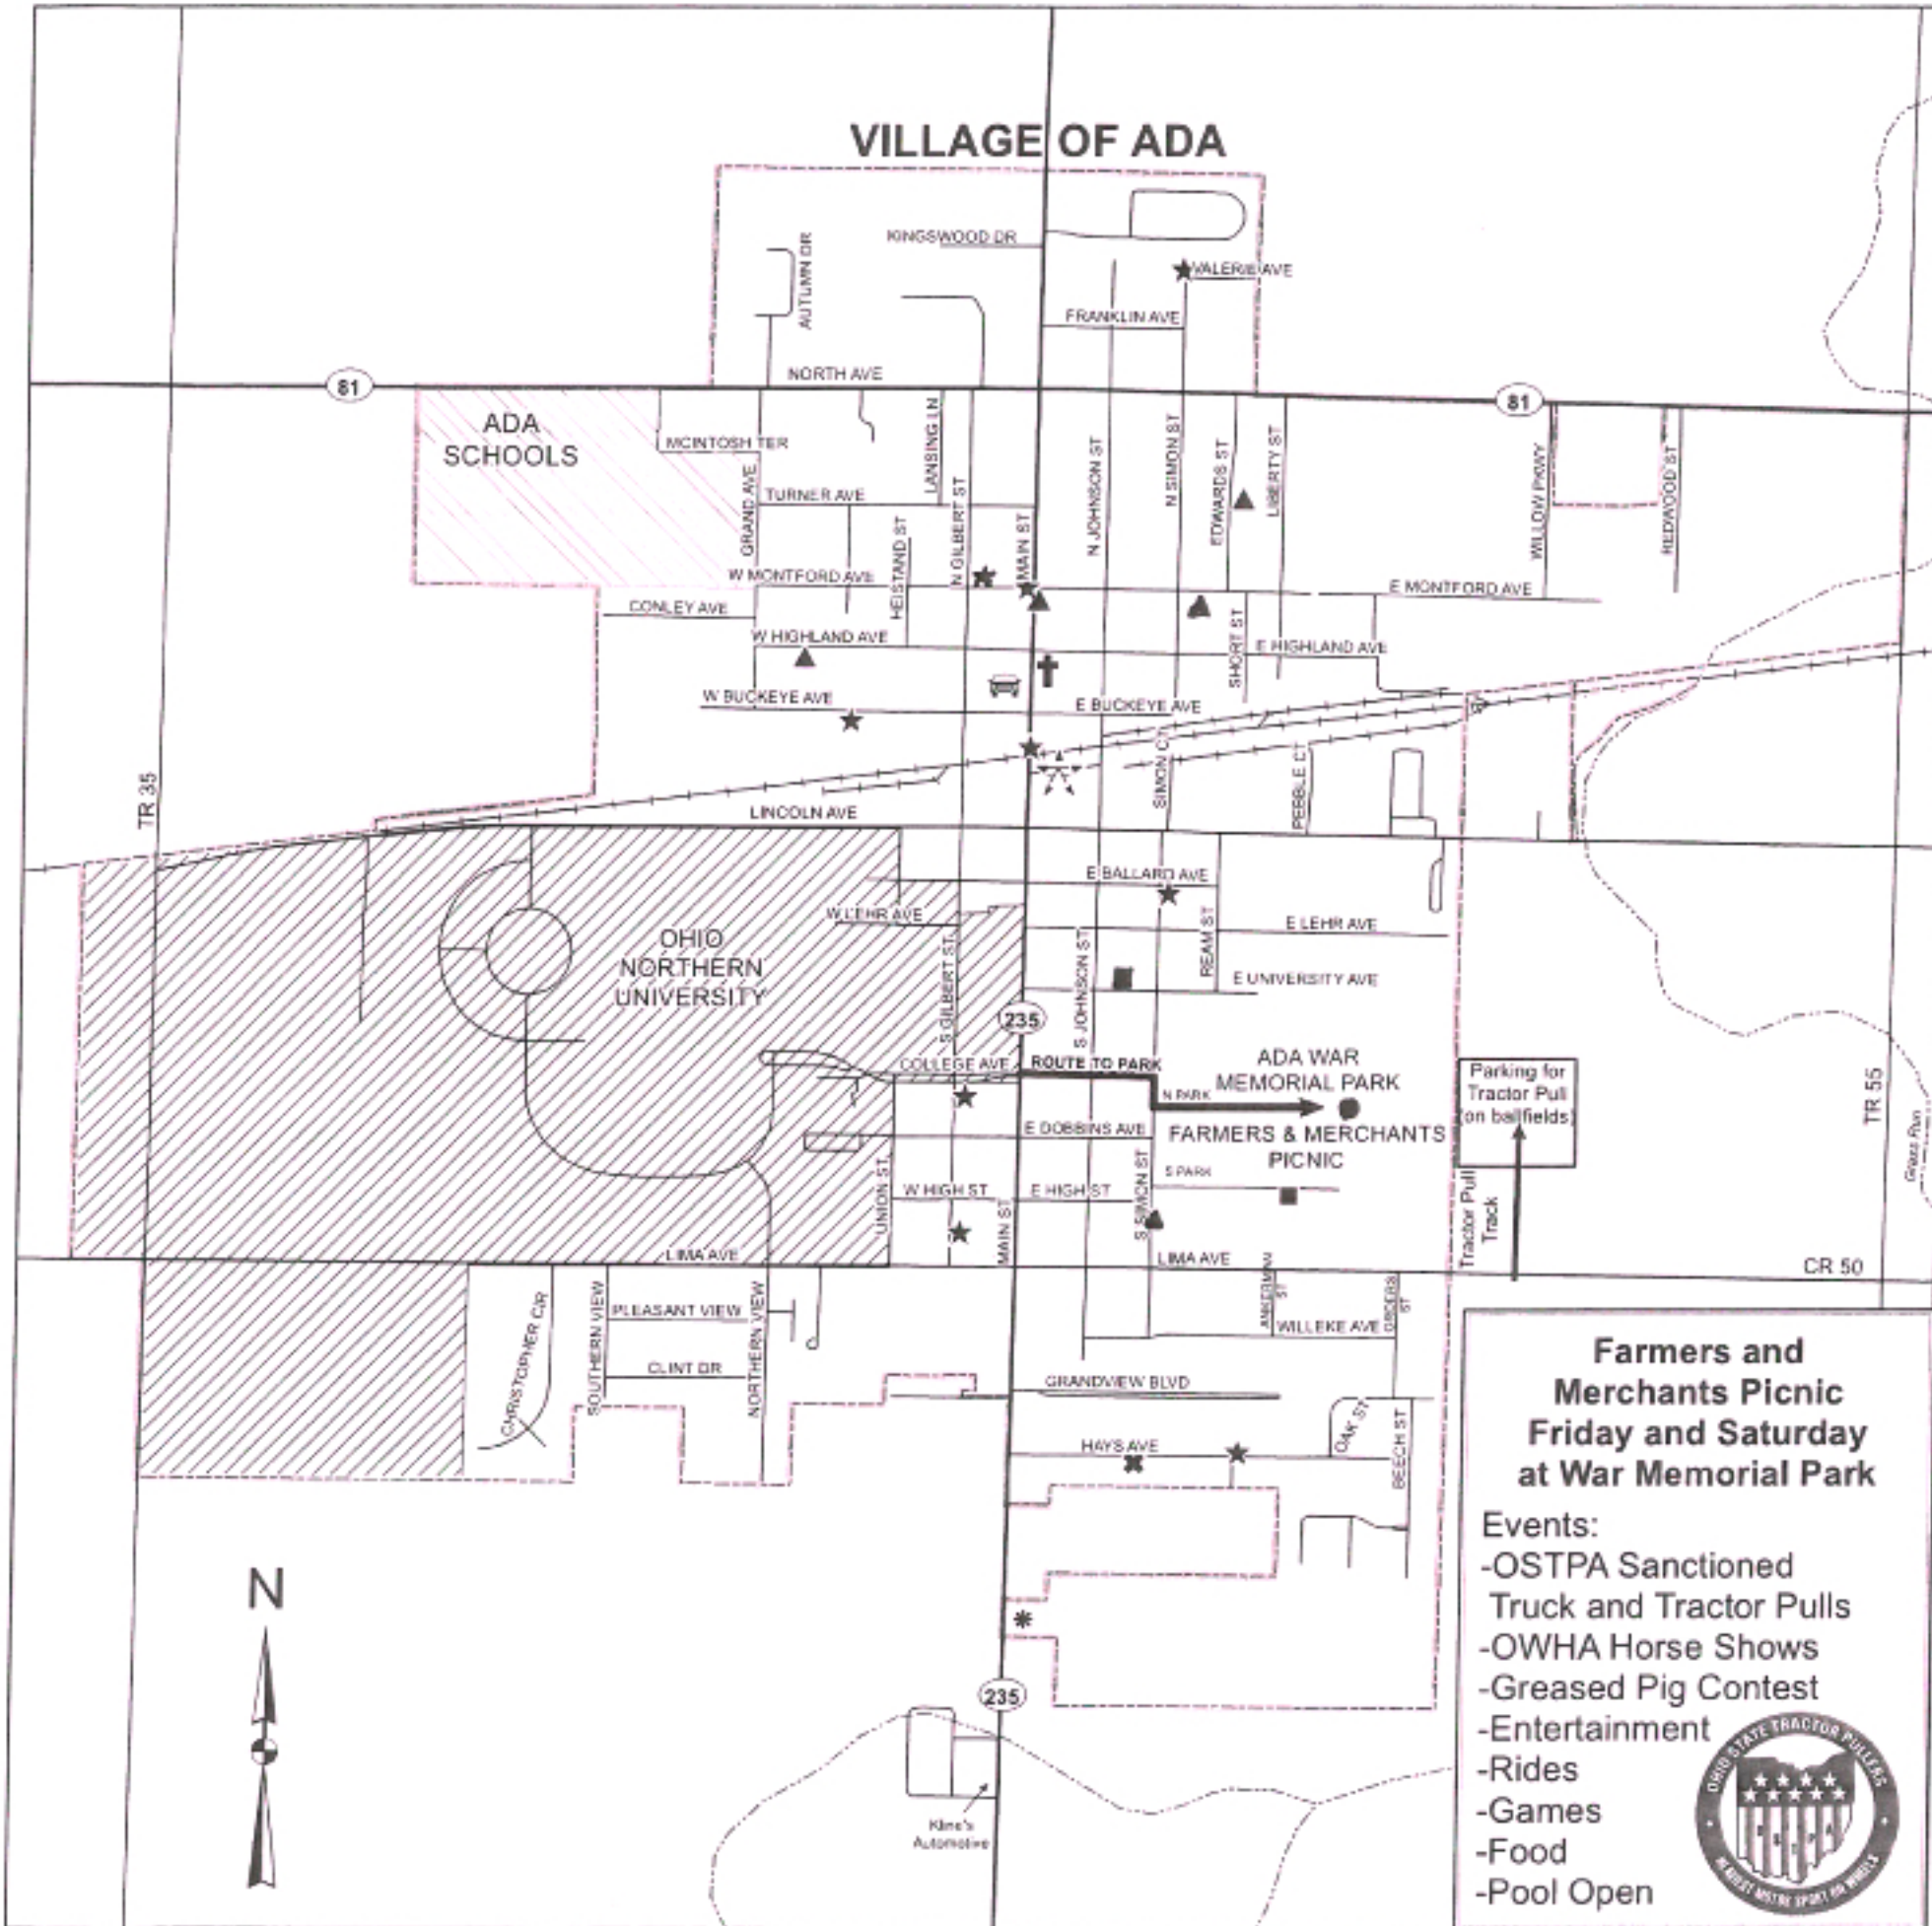 VILLAGE OF ADA
KINGSWOOD DR
AUTUMN DR
VALERIE AVE
FRANKLIN AVE
NORTH AVE
81
81
ADA
SCHOOLS
MCINTOSH TER
LANSING LN
GRAND AVE
TURNER AVE
N GILBERT ST
HEISTAND ST
MAIN ST
N JOHNSON ST
N SIMON ST
EDWARDS ST
LIBERTY ST
WILLOW PKWY
REDWOOD ST
W MONTFORD AVE
E MONTFORD AVE
CONLEY AVE
W HIGHLAND AVE
SHORT ST
E HIGHLAND AVE
W BUCKEYE AVE
E BUCKEYE AVE
TR 35
SIMON CT
PEBBLE CT
LINCOLN AVE
E BALLARD AVE
W LEHR AVE
E LEHR AVE
OHIO
NORTHERN
UNIVERSITY
S GILBERT ST
S JOHNSON ST
REAM ST
E UNIVERSITY AVE
235
COLLEGE AVE
ROUTE TO PARK
ADA WAR
MEMORIAL PARK
N PARK
Parking for
Tractor Pull
(on ballfields)
TR 55
Grass Run
E DOBBINS AVE
FARMERS & MERCHANTS
PICNIC
S PARK
UNION ST
W HIGH ST
MAIN ST
E HIGH ST
S SIMON ST
Tractor Pull
Track
LIMA AVE
LIMA AVE
CR 50
CHRISTOPHER CIR
SOUTHERN VIEW
PLEASANT VIEW
NORTHERN VIEW
CLINT DR
ANKERMAN
ST
ST
WILLEKE AVE
GRANDVIEW BLVD
HAYS AVE
OAK ST
BEECH ST
N
235
Kline's
Automotive
Farmers and
Merchants Picnic
Friday and Saturday
at War Memorial Park
Events:
-OSTPA Sanctioned
Truck and Tractor Pulls
-OWHA Horse Shows
-Greased Pig Contest
-Entertainment
-Rides
-Games
-Food
-Pool Open
OHIO STATE TRACTOR PULLERS
OSTPA